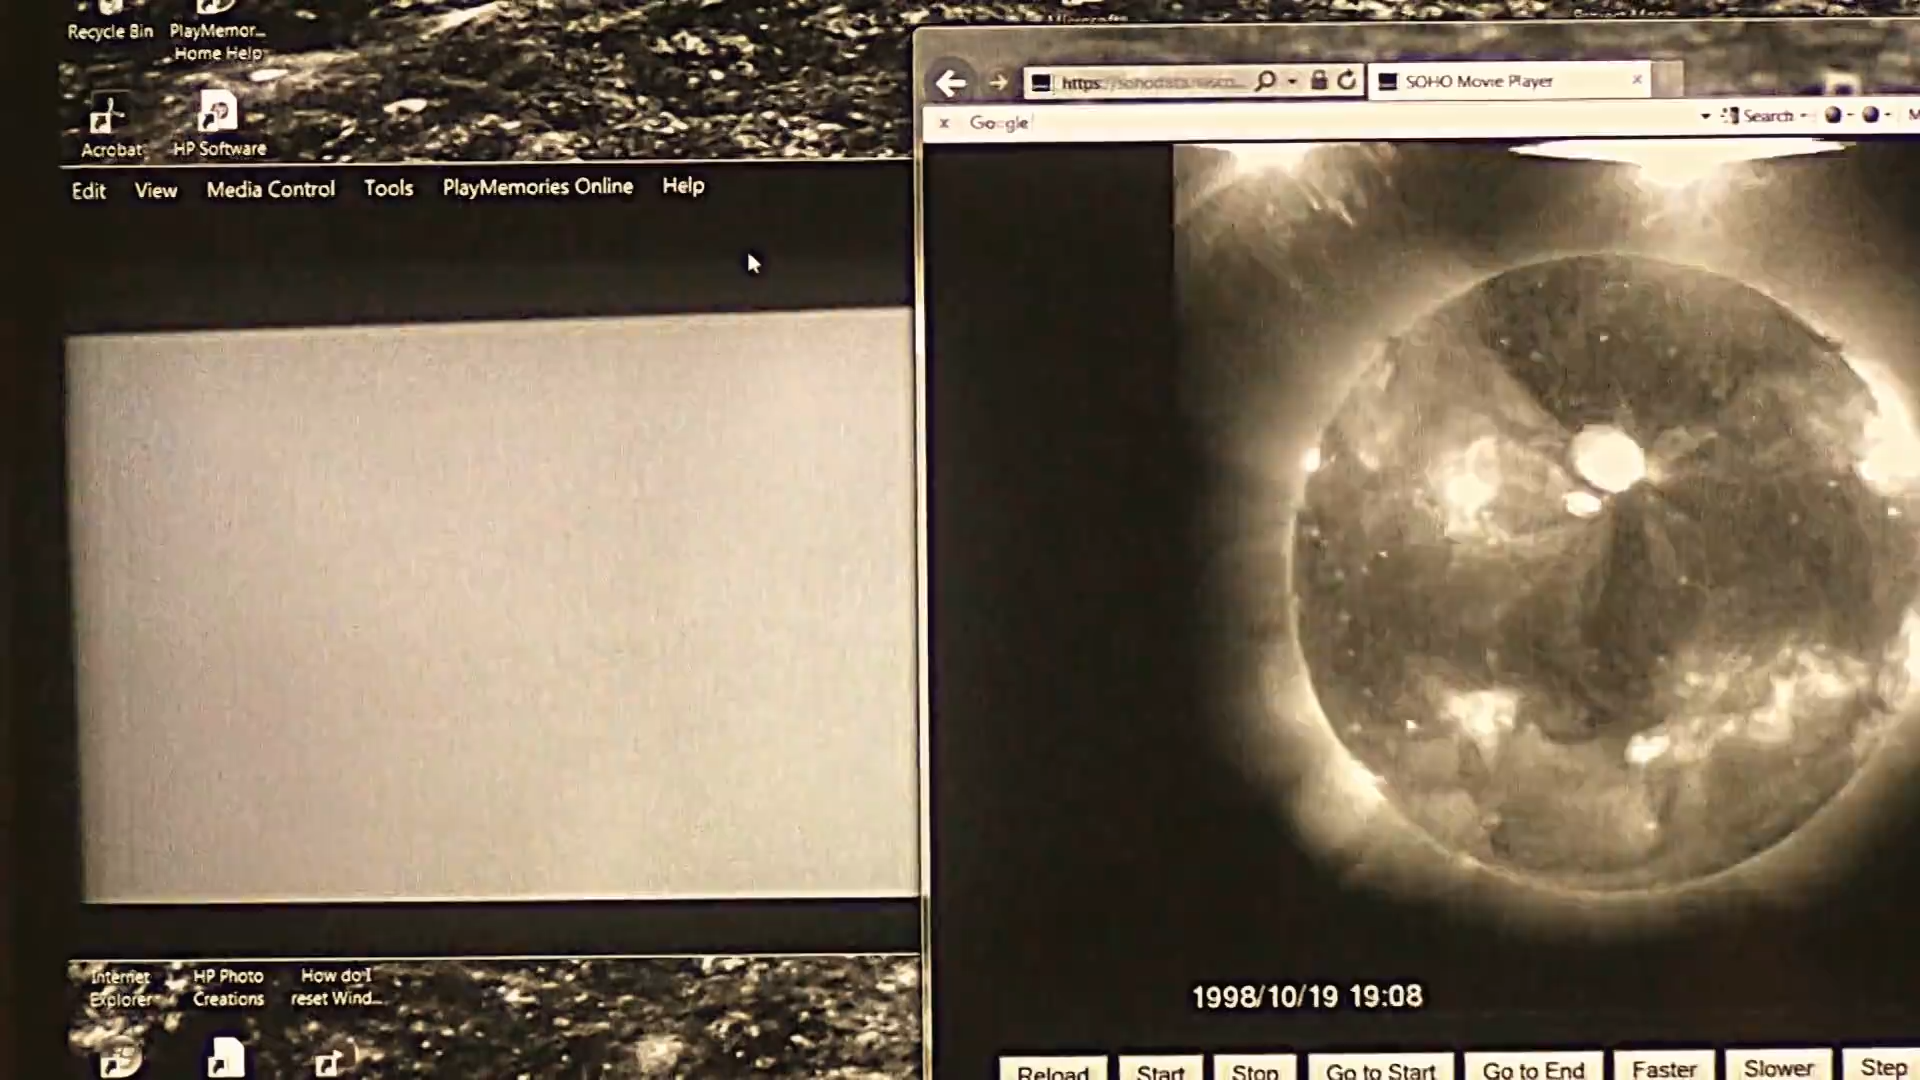 Recycle Bin
PlayMemor...
Home Help
Acrobat
HP Software
Edit View Media Control Tools PlayMemories Online Help
https://sohodata.
SOHO Movie Player x
x Google
Search
Internet
Explorer
HP Photo
Creations
How do I
reset Wind...
1998/10/19 19:08
Reload Start Stop Go to Start Go to End Faster Slower Step